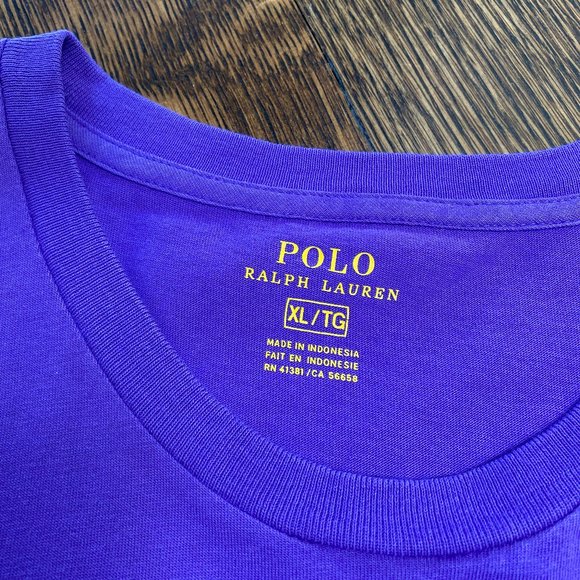 POLO
RALPH LAUREN
XL/TG
MADE IN INDONESIA
FAIT EN INDONESIE
RN 41381 / CA 56658